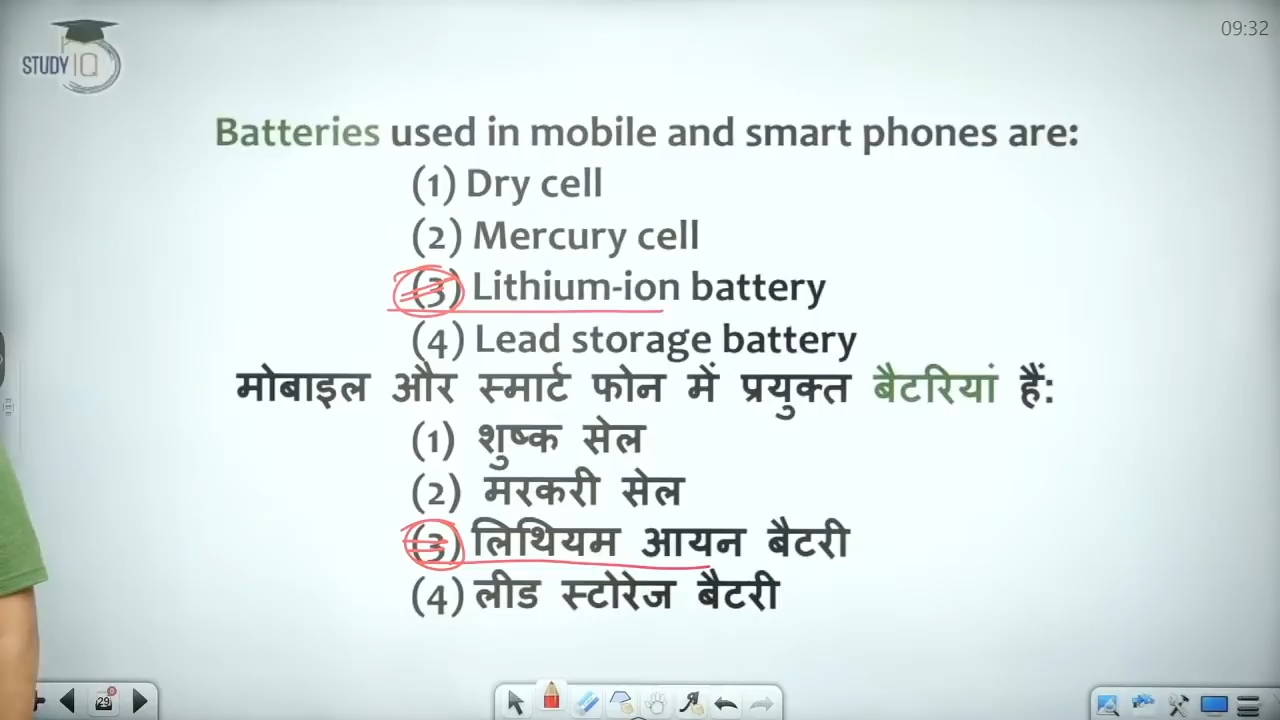 STUDY IQ
09:32
Batteries used in mobile and smart phones are:
(1) Dry cell
(2) Mercury cell
(3) Lithium-ion battery
(4) Lead storage battery
मोबाइल और स्मार्ट फोन में प्रयुक्त बैटरियां हैं:
(1) शुष्क सेल
(2) मरकरी सेल
(3) लिथियम आयन बैटरी
(4) लीड स्टोरेज बैटरी
29